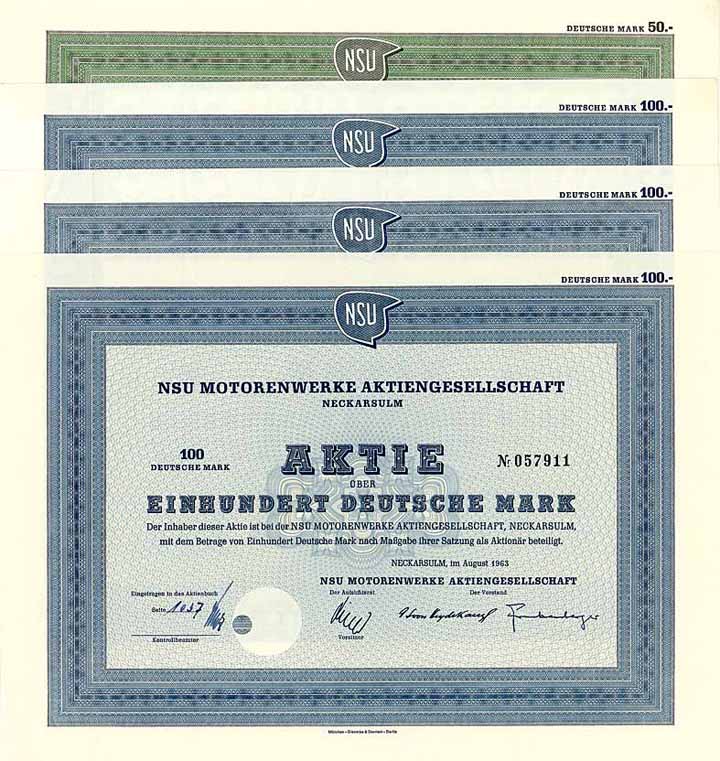 DEUTSCHE MARK 50.-
NSU
DEUTSCHE MARK 100.-
NSU
DEUTSCHE MARK 100.-
NSU
DEUTSCHE MARK 100.-
NSU
NSU MOTORENWERKE AKTIENGESELLSCHAFT
NECKARSULM
100
DEUTSCHE MARK
AKTIE
Nº 057911
ÜBER
EINHUNDERT DEUTSCHE MARK
Der Inhaber dieser Aktie ist bei der NSU MOTORENWERKE AKTIENGESELLSCHAFT, NECKARSULM,
mit dem Betrage von Einhundert Deutsche Mark nach Maßgabe ihrer Satzung als Aktionär beteiligt.
NECKARSULM, im August 1963
NSU MOTORENWERKE AKTIENGESELLSCHAFT
Eingetragen in das Aktienbuch
Der Aufsichtsrat
Der Vorstand
Seite 1037
Kontrollbeamter
Vorsitzer